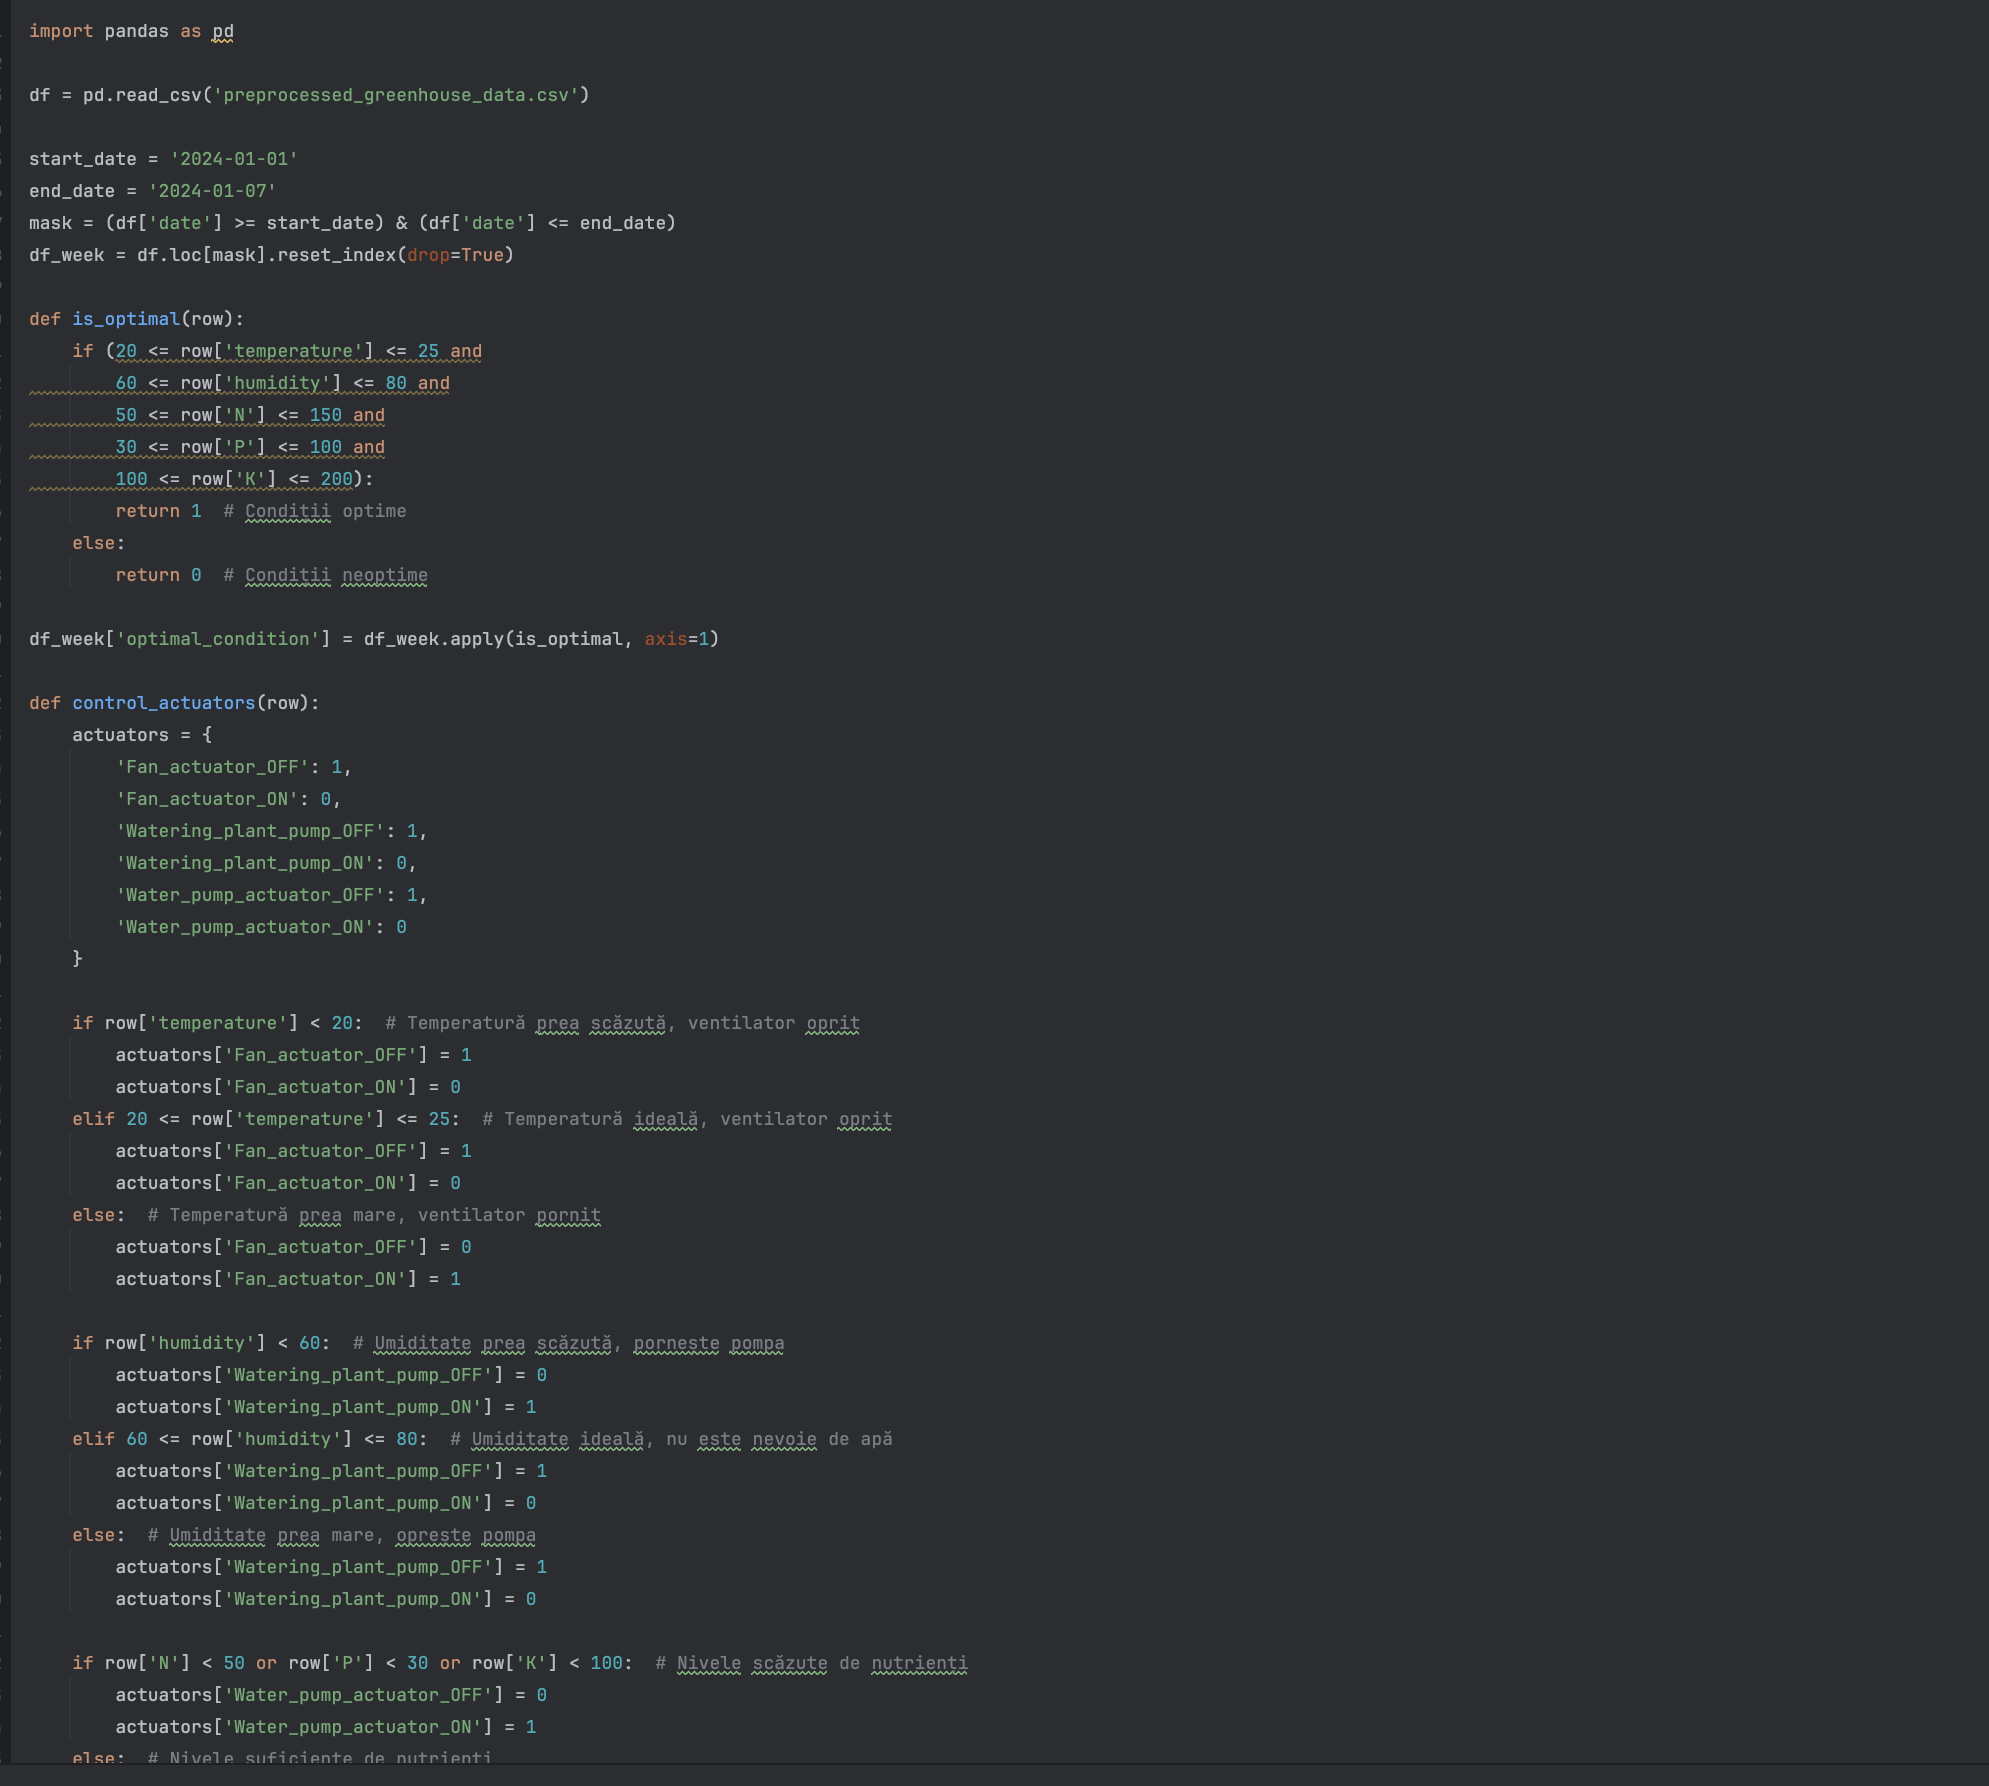 import pandas as pd
df = pd.read_csv('preprocessed_greenhouse_data.csv')
start_date = '2024-01-01'
end_date = '2024-01-07'
mask = (df['date'] >= start_date) & (df['date'] <= end_date)
df_week = df.loc[mask].reset_index(drop=True)
def is_optimal(row):
    if (20 <= row['temperature'] <= 25 and
        60 <= row['humidity'] <= 80 and
        50 <= row['N'] <= 150 and
        30 <= row['P'] <= 100 and
        100 <= row['K'] <= 200):
        return 1  # Condiții optime
    else:
        return 0  # Condiții neoptime
df_week['optimal_condition'] = df_week.apply(is_optimal, axis=1)
def control_actuators(row):
    actuators = {
        'Fan_actuator_OFF': 1,
        'Fan_actuator_ON': 0,
        'Watering_plant_pump_OFF': 1,
        'Watering_plant_pump_ON': 0,
        'Water_pump_actuator_OFF': 1,
        'Water_pump_actuator_ON': 0
    }
    if row['temperature'] < 20:  # Temperatură prea scăzută, ventilator oprit
        actuators['Fan_actuator_OFF'] = 1
        actuators['Fan_actuator_ON'] = 0
    elif 20 <= row['temperature'] <= 25:  # Temperatură ideală, ventilator oprit
        actuators['Fan_actuator_OFF'] = 1
        actuators['Fan_actuator_ON'] = 0
    else:  # Temperatură prea mare, ventilator pornit
        actuators['Fan_actuator_OFF'] = 0
        actuators['Fan_actuator_ON'] = 1
    if row['humidity'] < 60:  # Umiditate prea scăzută, porneste pompa
        actuators['Watering_plant_pump_OFF'] = 0
        actuators['Watering_plant_pump_ON'] = 1
    elif 60 <= row['humidity'] <= 80:  # Umiditate ideală, nu este nevoie de apă
        actuators['Watering_plant_pump_OFF'] = 1
        actuators['Watering_plant_pump_ON'] = 0
    else:  # Umiditate prea mare, opreste pompa
        actuators['Watering_plant_pump_OFF'] = 1
        actuators['Watering_plant_pump_ON'] = 0
    if row['N'] < 50 or row['P'] < 30 or row['K'] < 100:  # Nivele scăzute de nutrienti
        actuators['Water_pump_actuator_OFF'] = 0
        actuators['Water_pump_actuator_ON'] = 1
    else:  # Nivele suficiente de nutrienti